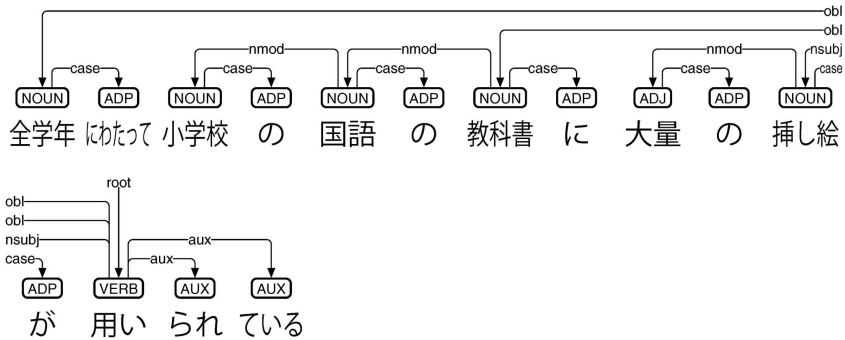 obl
obl
nmod nmod nmod nsubj
case case case case case case
NOUN ADP NOUN ADP NOUN ADP NOUN ADP ADJ ADP NOUN
全学年 にわたって 小学校 の 国語 の 教科書 に 大量 の 挿し絵
root
obl
obl
nsubj aux
case aux
ADP VERB AUX AUX
が 用い られ ている